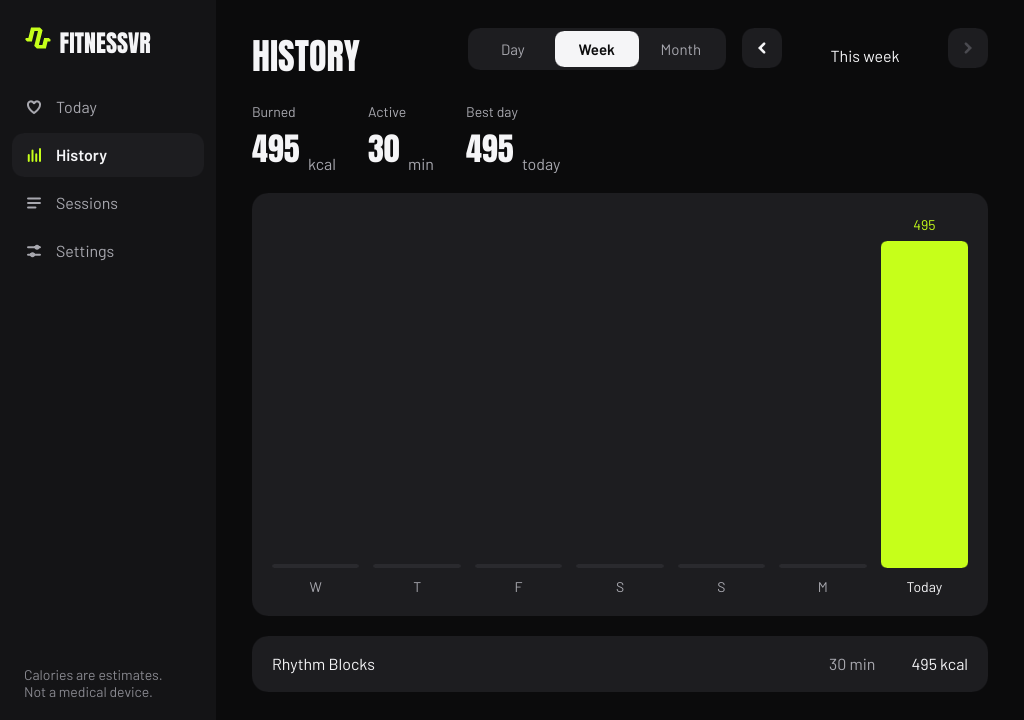 FITNESSVR
Today
History
Sessions
Settings
Calories are estimates.
Not a medical device.
HISTORY
Day Week Month
This week
Burned Active Best day
495 kcal 30 min 495 today
495
W T F S S M Today
Rhythm Blocks 30 min 495 kcal